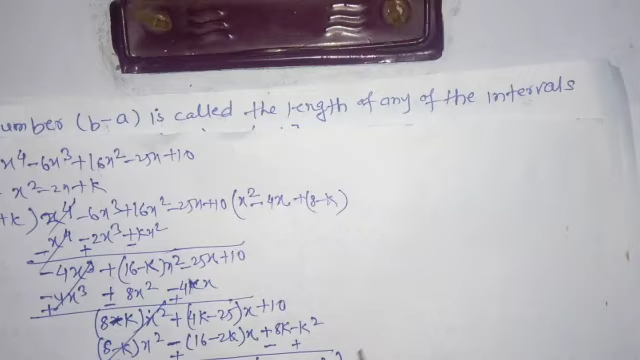 umber (b-a) is called the length of any of the intervals
x⁴-6x³+16x²-25x+10
x²-2x+k
+k) x⁴-6x³+16x²-25x+10 (x²-4x+(8-k)
x⁴-2x³+kx²
- + -
-4x³+(16-k)x²-25x+10
-4x³+8x²-4kx
+ - +
(8-k)x²+(4k-25)x+10
(8-k)x²-(16-2k)x+8k-k²
- + - +